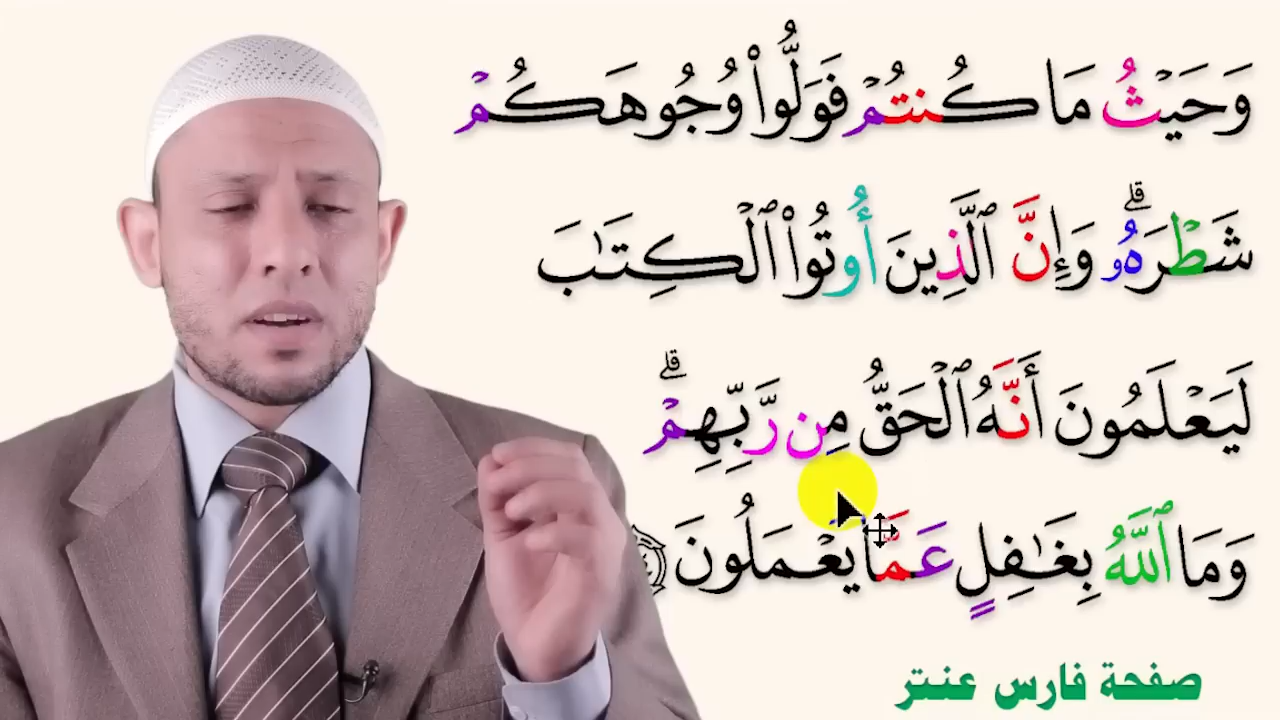 وَحَيْثُ مَا كُنتُمْ فَوَلُّوا۟ وُجُوهَكُمْ
شَطْرَهُۥ ۗ وَإِنَّ ٱلَّذِينَ أُوتُوا۟ ٱلْكِتَـٰبَ
لَيَعْلَمُونَ أَنَّهُ ٱلْحَقُّ مِن رَّبِّهِمْ ۗ
وَمَا ٱللَّهُ بِغَـٰفِلٍ عَمَّا يَعْمَلُونَ
صفحة فارس عنتر